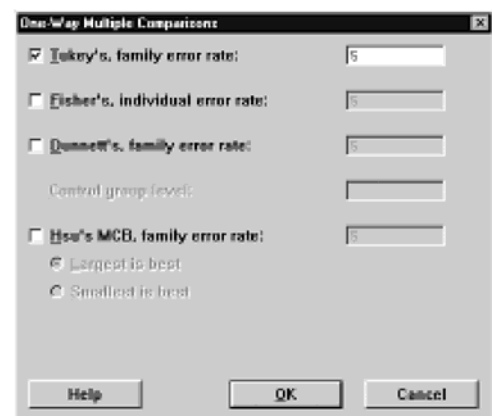 One-Way Multiple Comparisons
Tukey's, family error rate: 5
Fisher's, individual error rate: 5
Dunnett's, family error rate: 5
Control group level:
Hsu's MCB, family error rate: 5
Largest is best
Smallest is best
Help OK Cancel